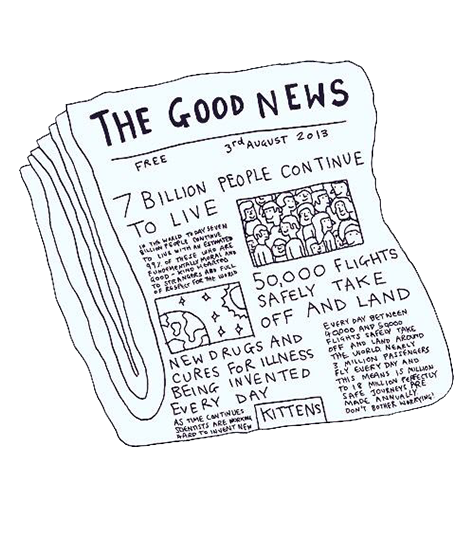 THE GOOD NEWS
FREE
3rd AUGUST 2013
7 BILLION PEOPLE CONTINUE
TO LIVE
IN THE WORLD TODAY SEVEN
BILLION PEOPLE CONTINUE
TO LIVE WITH AN ESTIMATED
99% OF THESE WHO ARE
FUNDAMENTALLY MORAL AND
GOOD - KIND HEARTED
TO STRANGERS AND FULL
OF RESPECT FOR THE WORLD
50,000 FLIGHTS
SAFELY TAKE
OFF AND LAND
EVERY DAY BETWEEN
40000 AND 50000
FLIGHTS SAFELY TAKE
OFF AND LAND AROUND
THE WORLD. NEARLY
3 MILLION PASSENGERS
FLY EVERY DAY AND
THIS MEANS 15 MILLION
TO 18 MILLION PERFECTLY
SAFE JOURNEYS ARE
MADE ANNUALLY
DON'T BOTHER WORRYING!
NEW DRUGS AND
CURES FOR ILLNESS
BEING INVENTED
EVERY DAY
AS TIME CONTINUES
SCIENTISTS ARE WORKING
HARD TO INVENT NEW
KITTENS